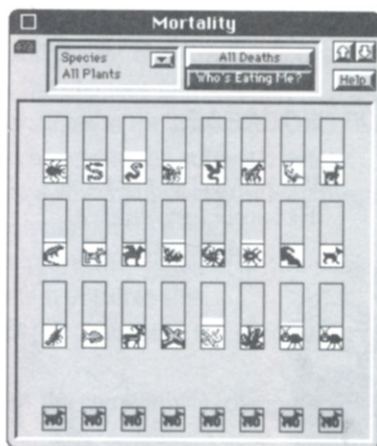 Mortality
Species
All Plants
All Deaths
Who's Eating Me?
Help